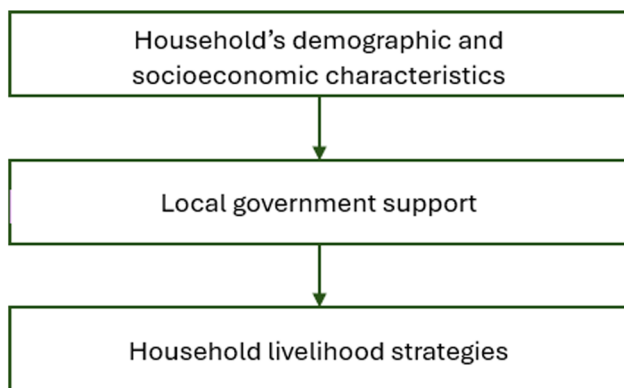 Household’s demographic and
socioeconomic characteristics
Local government support
Household livelihood strategies